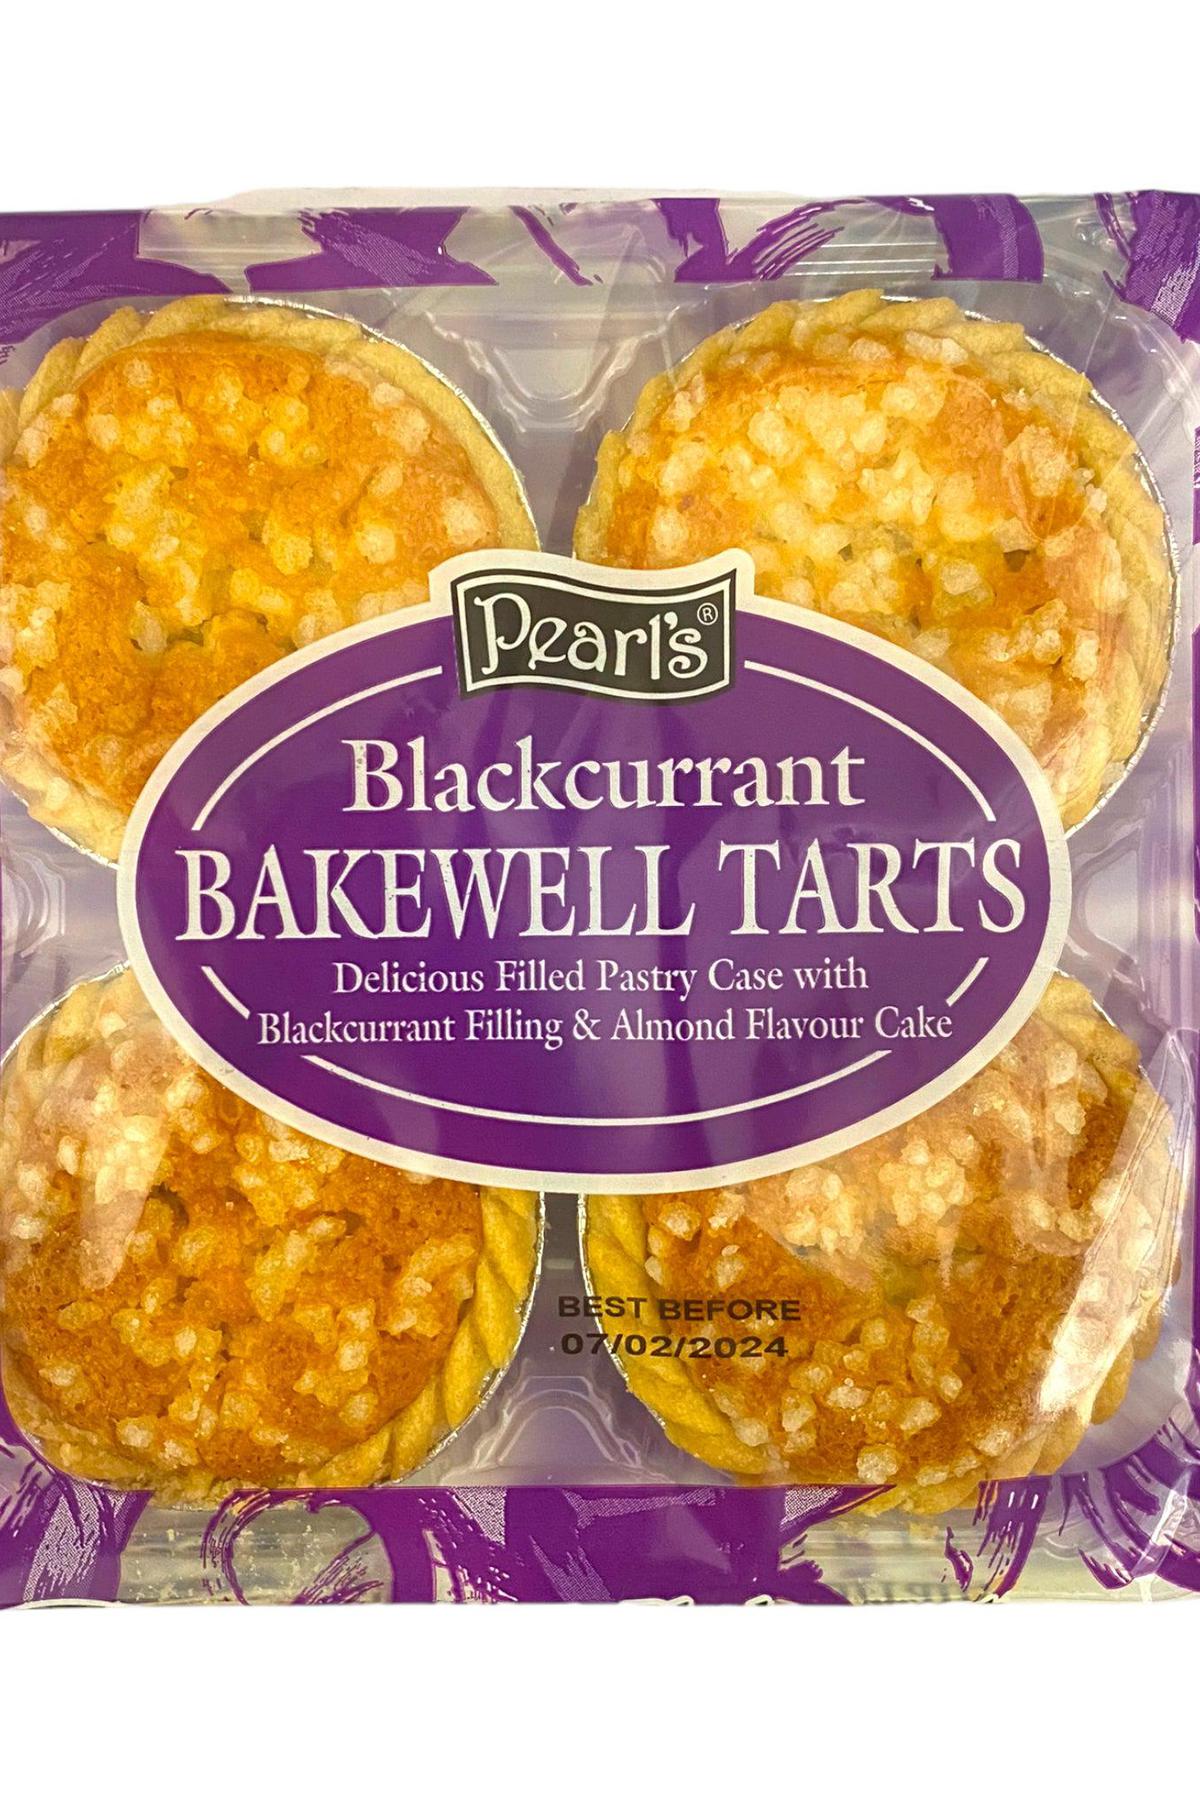 Pearl's®
Blackcurrant
BAKEWELL TARTS
Delicious Filled Pastry Case with
Blackcurrant Filling & Almond Flavour Cake
BEST BEFORE
07/02/2024